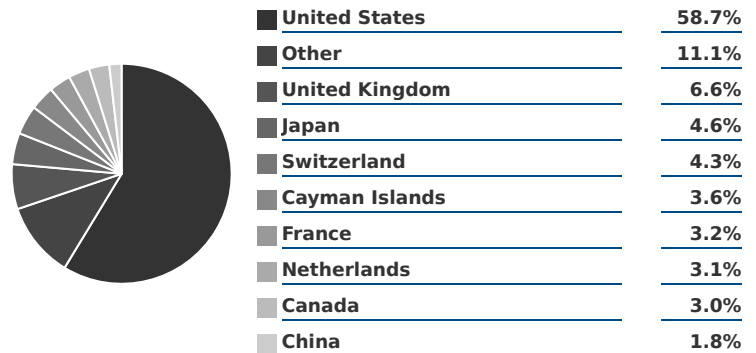 United States 58.7%
Other 11.1%
United Kingdom 6.6%
Japan 4.6%
Switzerland 4.3%
Cayman Islands 3.6%
France 3.2%
Netherlands 3.1%
Canada 3.0%
China 1.8%